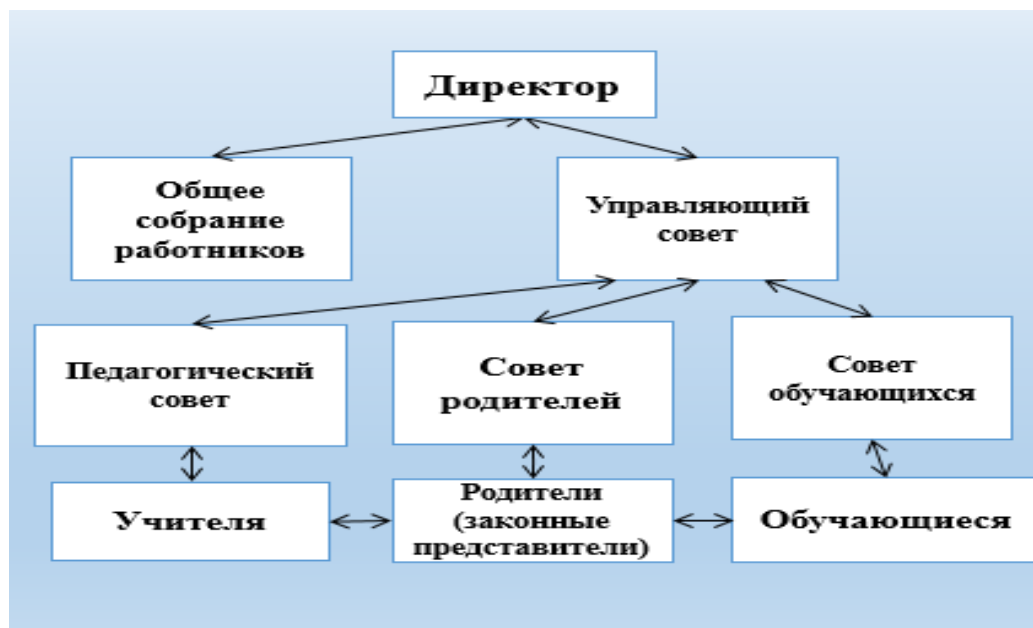 Директор
Общее
собрание
работников
Управляющий
совет
Педагогический
совет
Совет
родителей
Совет
обучающихся
Учителя
Родители
(законные
представители)
Обучающиеся